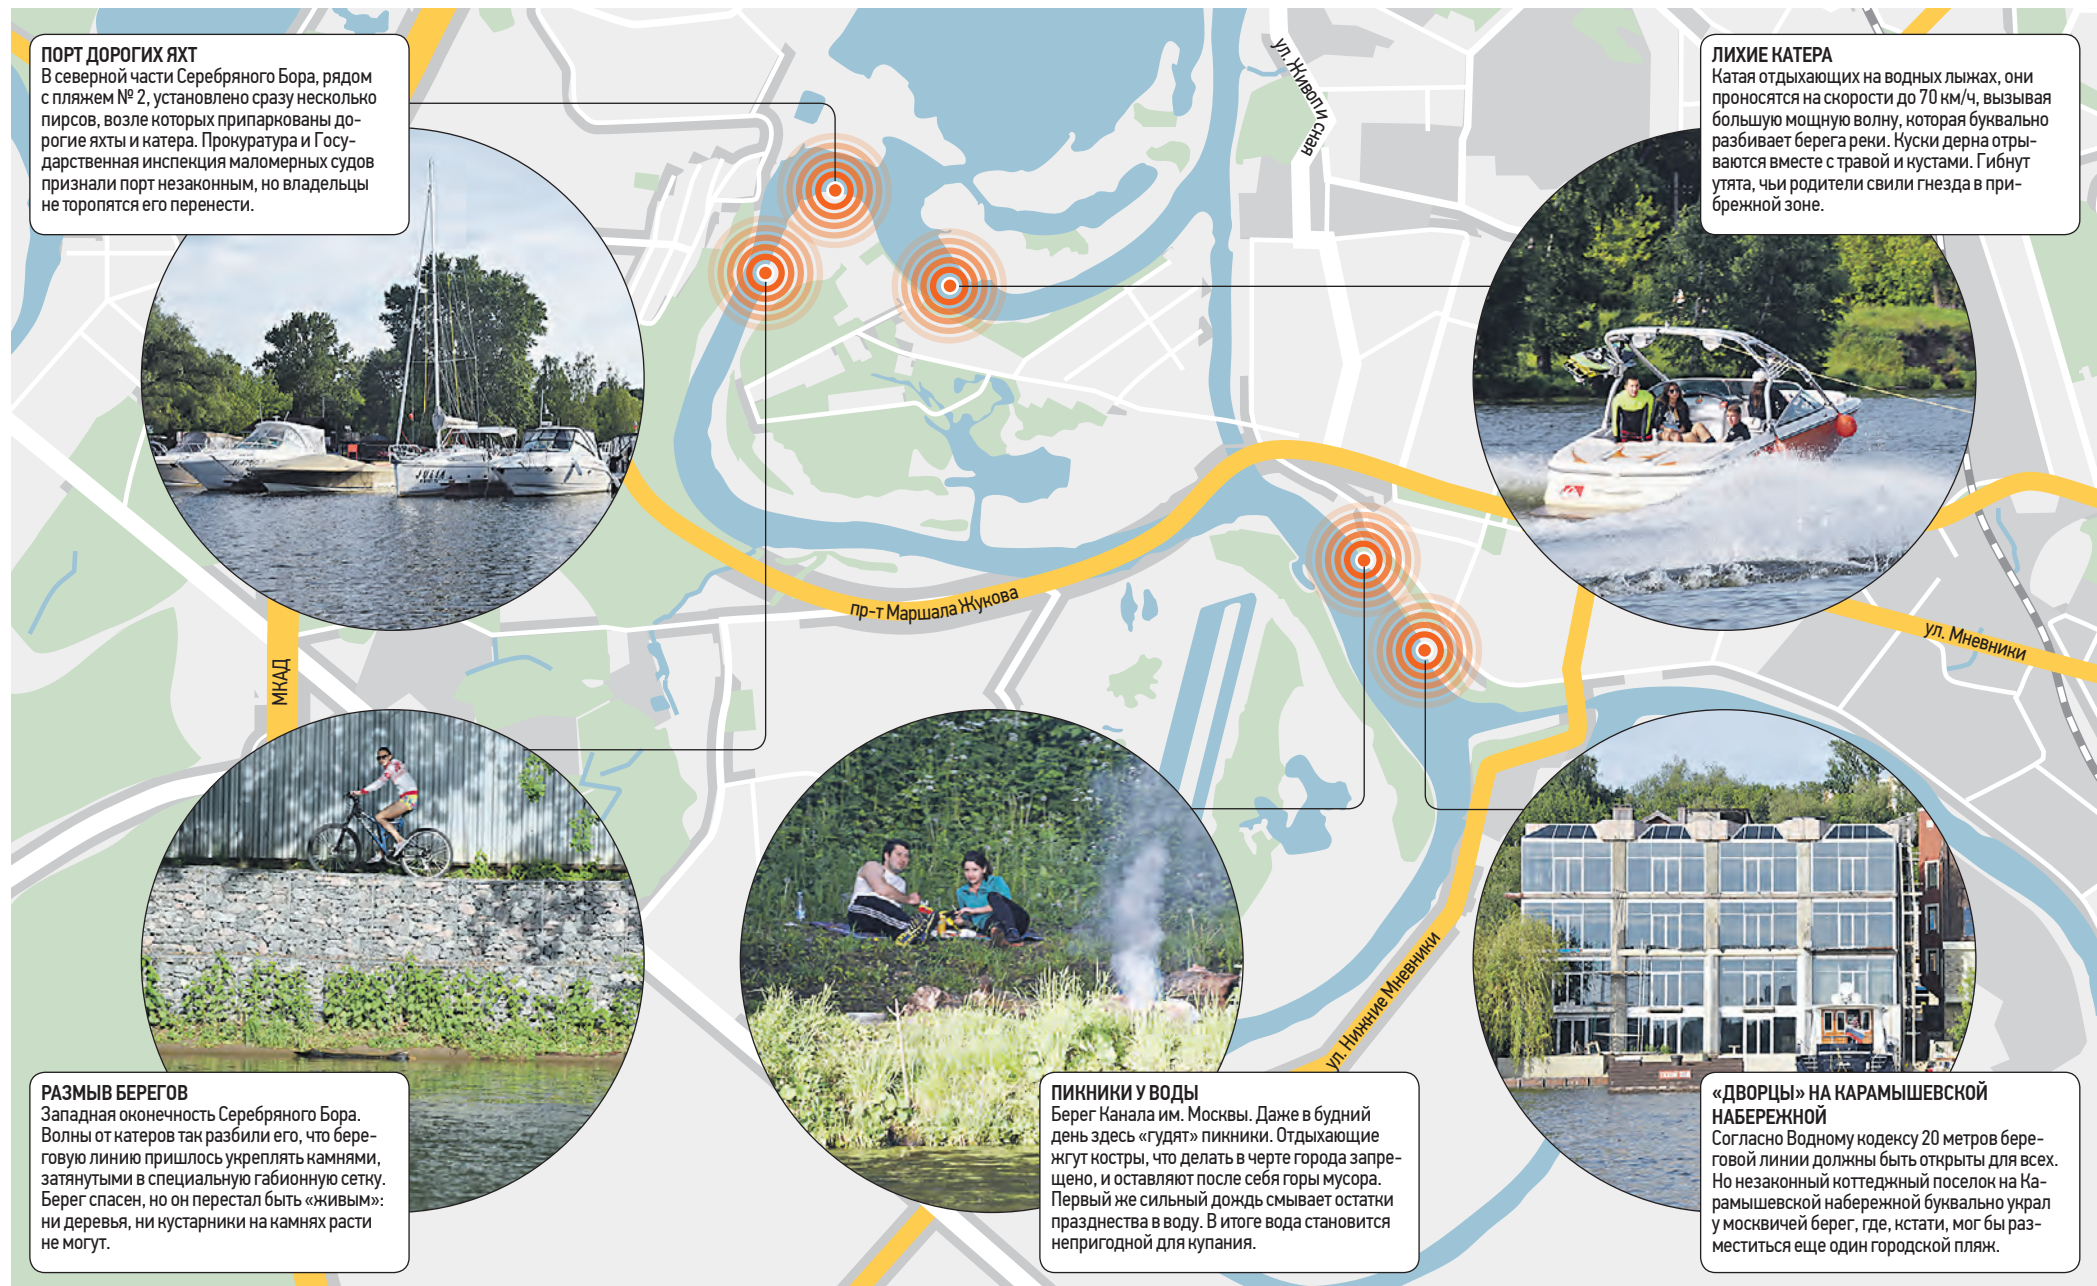 ПОРТ ДОРОГИХ ЯХТ
В северной части Серебряного Бора, рядом
с пляжем № 2, установлено сразу несколько
пирсов, возле которых припаркованы до-
рогие яхты и катера. Прокуратура и Госу-
дарственная инспекция маломерных судов
признали порт незаконным, но владельцы
не торопятся его перенести.
ЛИХИЕ КАТЕРА
Катая отдыхающих на водных лыжах, они
проносятся на скорости до 70 км/ч, вызывая
большую мощную волну, которая буквально
разбивает берега реки. Куски дерна отры-
ваются вместе с травой и кустами. Гибнут
утята, чьи родители свили гнезда в при-
брежной зоне.
ул. Живописная
пр-т Маршала Жукова
ул. Мневники
МКАД
ул. Нижние Мневники
РАЗМЫВ БЕРЕГОВ
Западная оконечность Серебряного Бора.
Волны от катеров так разбили его, что бере-
говую линию пришлось укреплять камнями,
затянутыми в специальную габионную сетку.
Берег спасен, но он перестал быть «живым»:
ни деревья, ни кустарники на камнях расти
не могут.
ПИКНИКИ У ВОДЫ
Берег Канала им. Москвы. Даже в будний
день здесь «гудят» пикники. Отдыхающие
жгут костры, что делать в черте города запре-
щено, и оставляют после себя горы мусора.
Первый же сильный дождь смывает остатки
празднества в воду. В итоге вода становится
непригодной для купания.
«ДВОРЦЫ» НА КАРАМЫШЕВСКОЙ
НАБЕРЕЖНОЙ
Согласно Водному кодексу 20 метров бере-
говой линии должны быть открыты для всех.
Но незаконный коттеджный поселок на Ка-
рамышевской набережной буквально украл
у москвичей берег, где, кстати, мог бы раз-
меститься еще один городской пляж.